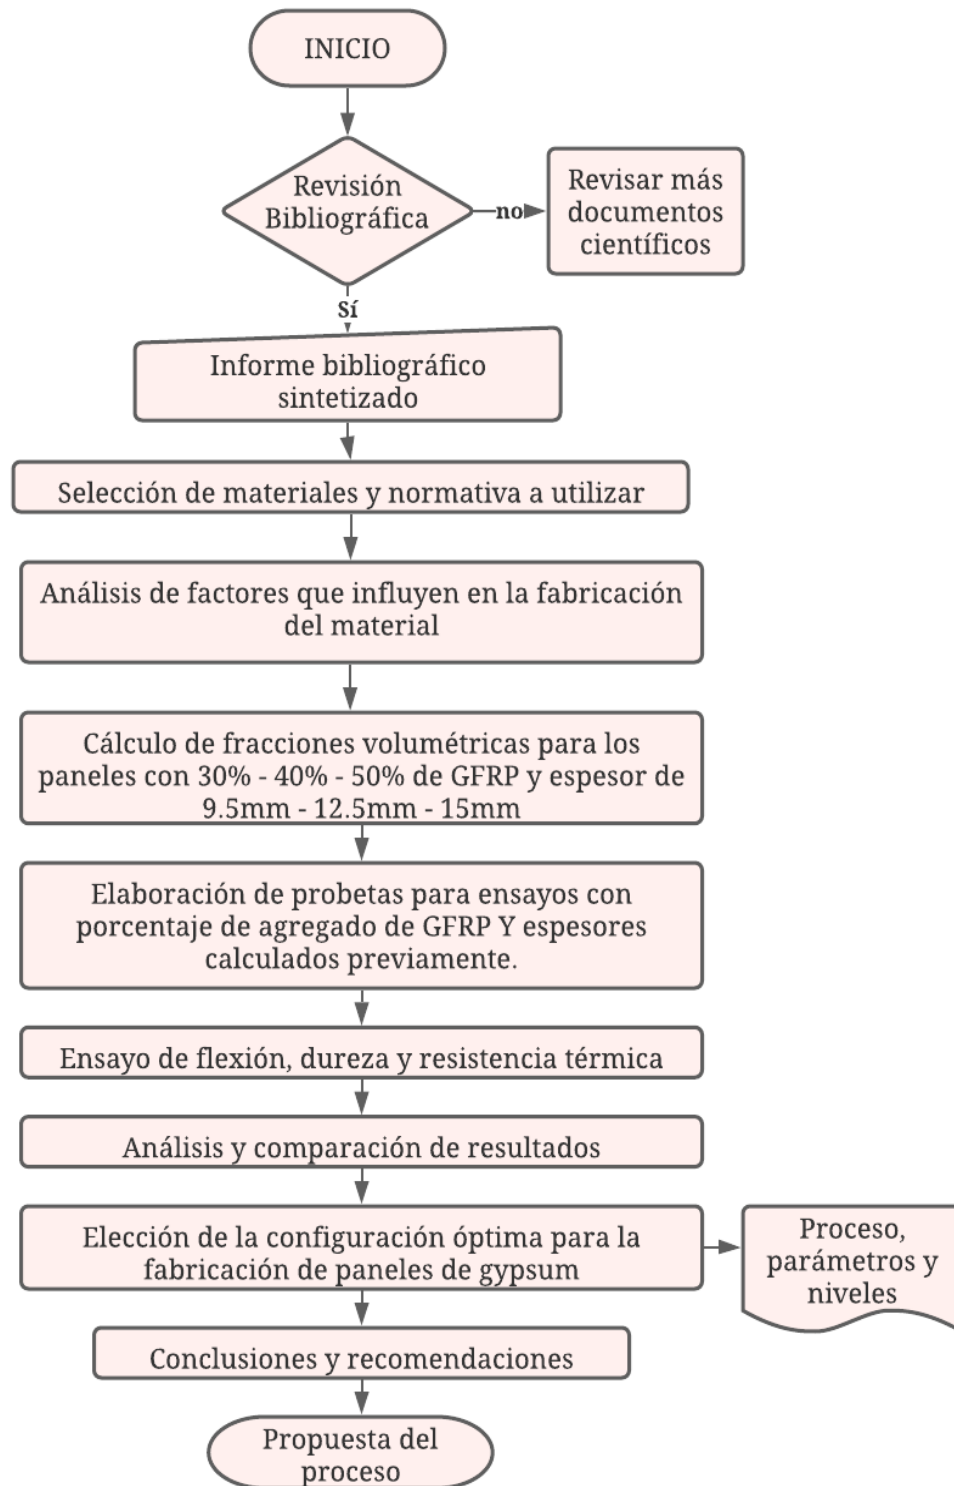 INICIO
Revisión
Bibliográfica
no
Revisar más
documentos
científicos
Sí
Informe bibliográfico
sintetizado
Selección de materiales y normativa a utilizar
Análisis de factores que influyen en la fabricación
del material
Cálculo de fracciones volumétricas para los
paneles con 30% - 40% - 50% de GFRP y espesor de
9.5mm - 12.5mm - 15mm
Elaboración de probetas para ensayos con
porcentaje de agregado de GFRP Y espesores
calculados previamente.
Ensayo de flexión, dureza y resistencia térmica
Análisis y comparación de resultados
Elección de la configuración óptima para la
fabricación de paneles de gypsum
Proceso,
parámetros y
niveles
Conclusiones y recomendaciones
Propuesta del
proceso